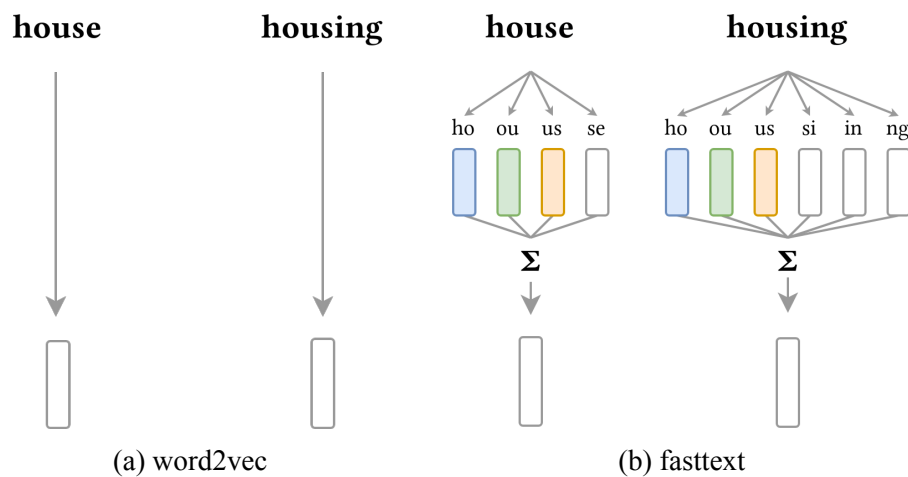 house housing house housing
ho ou us se ho ou us si in ng
Σ Σ
(a) word2vec (b) fasttext